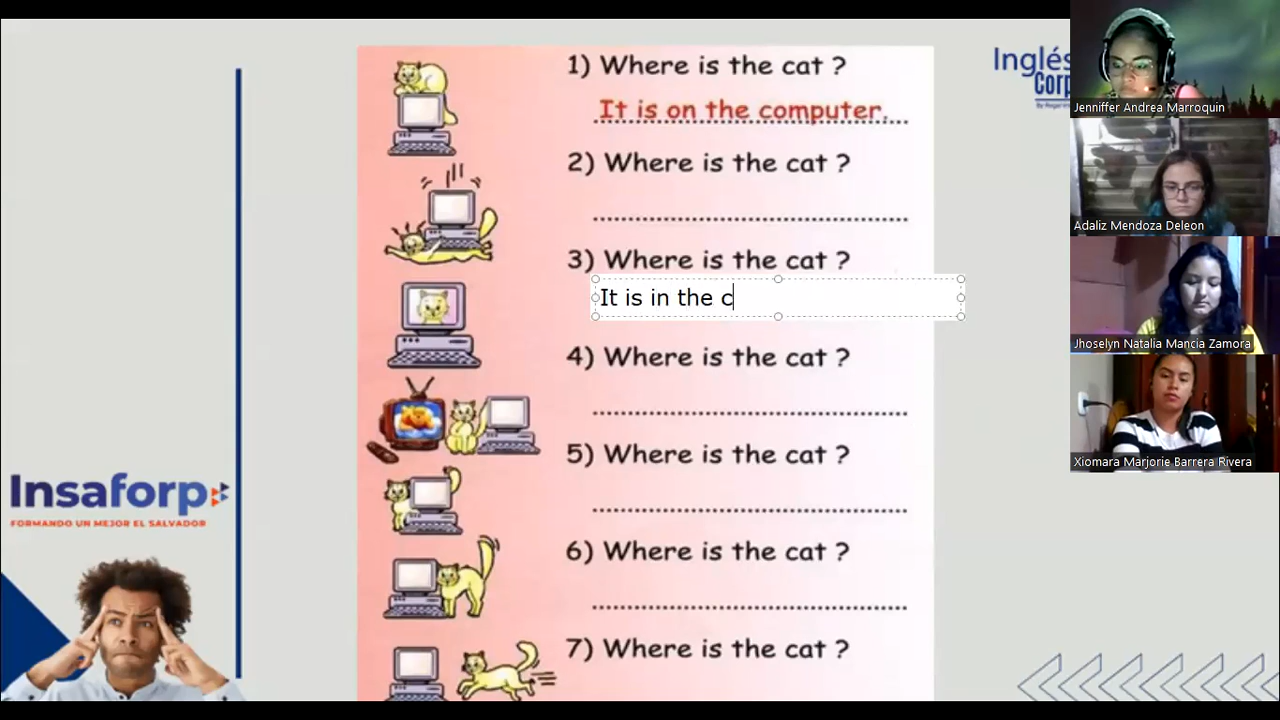 1) Where is the cat ?
It is on the computer.
2) Where is the cat ?
3) Where is the cat ?
It is in the c
4) Where is the cat ?
5) Where is the cat ?
6) Where is the cat ?
7) Where is the cat ?
Insaforp
FORMANDO UN MEJOR EL SALVADOR
Inglés
Corp
Jenniffer Andrea Marroquin
Adaliz Mendoza Deleon
Jhoselyn Natalia Mancia Zamora
Xiomara Marjorie Barrera Rivera